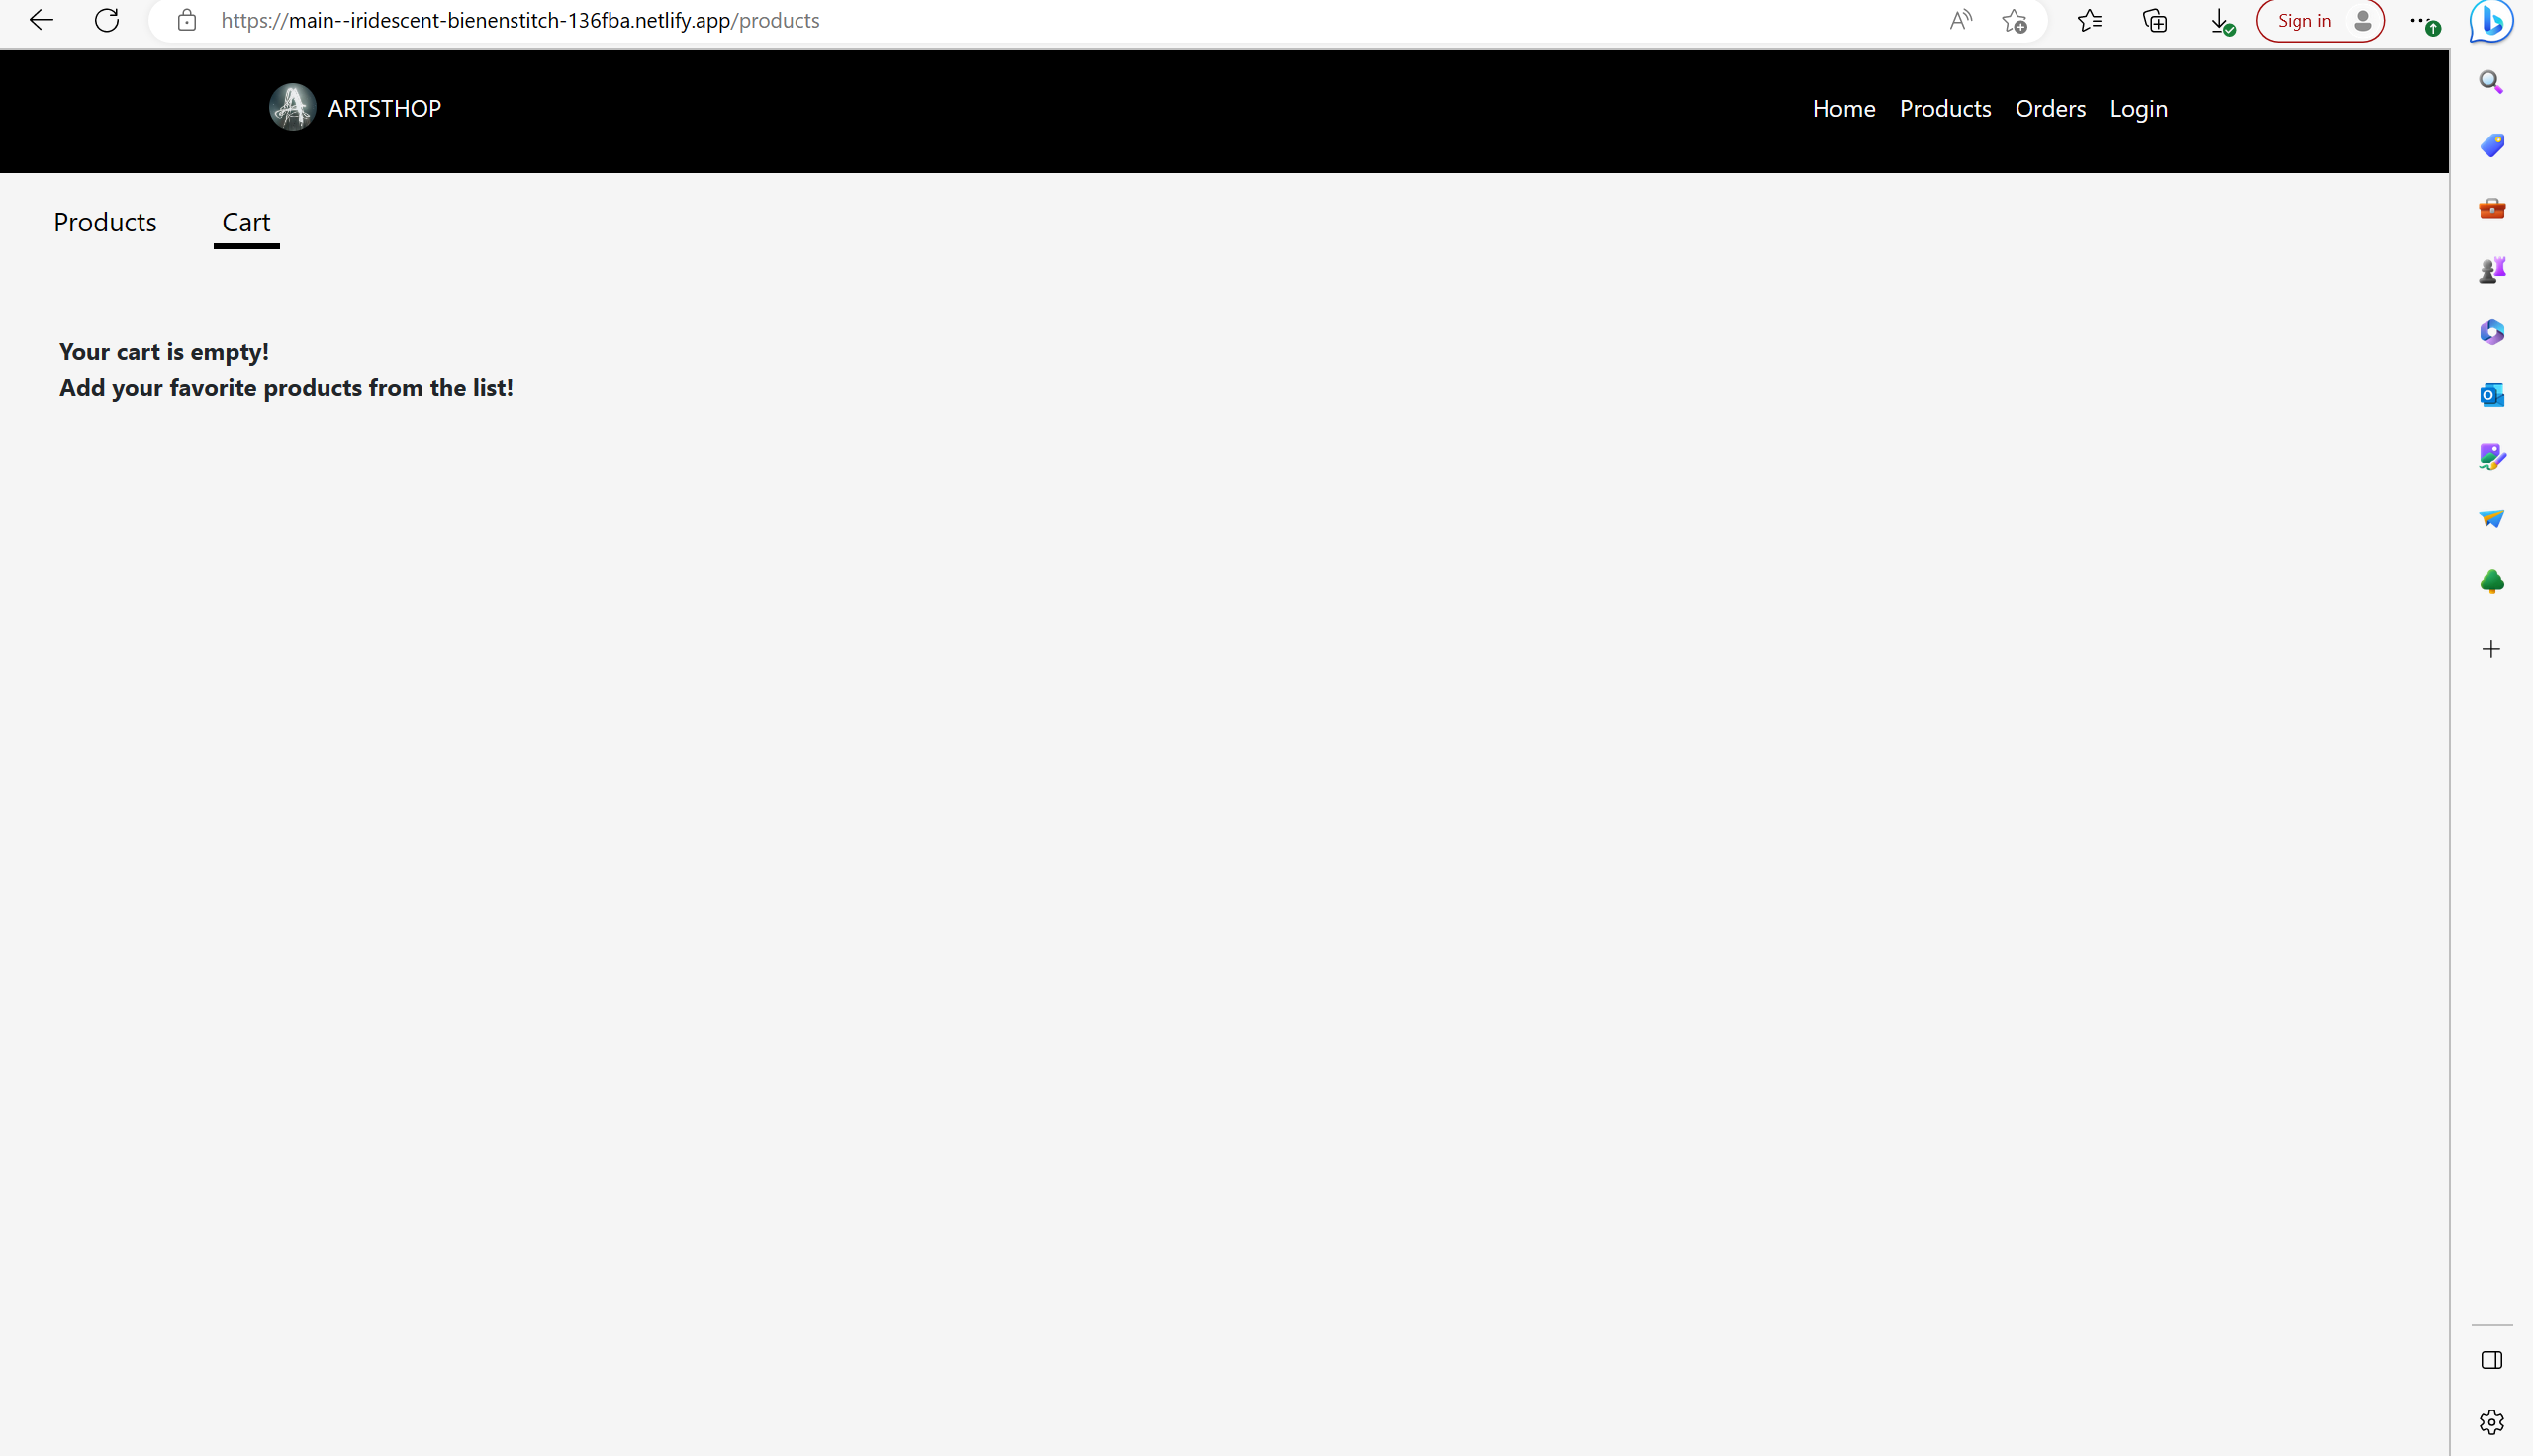 https://main--iridescent-bienenstitch-136fba.netlify.app/products
Sign in
ARTSTHOP
Home Products Orders Login
Products Cart
Your cart is empty!
Add your favorite products from the list!